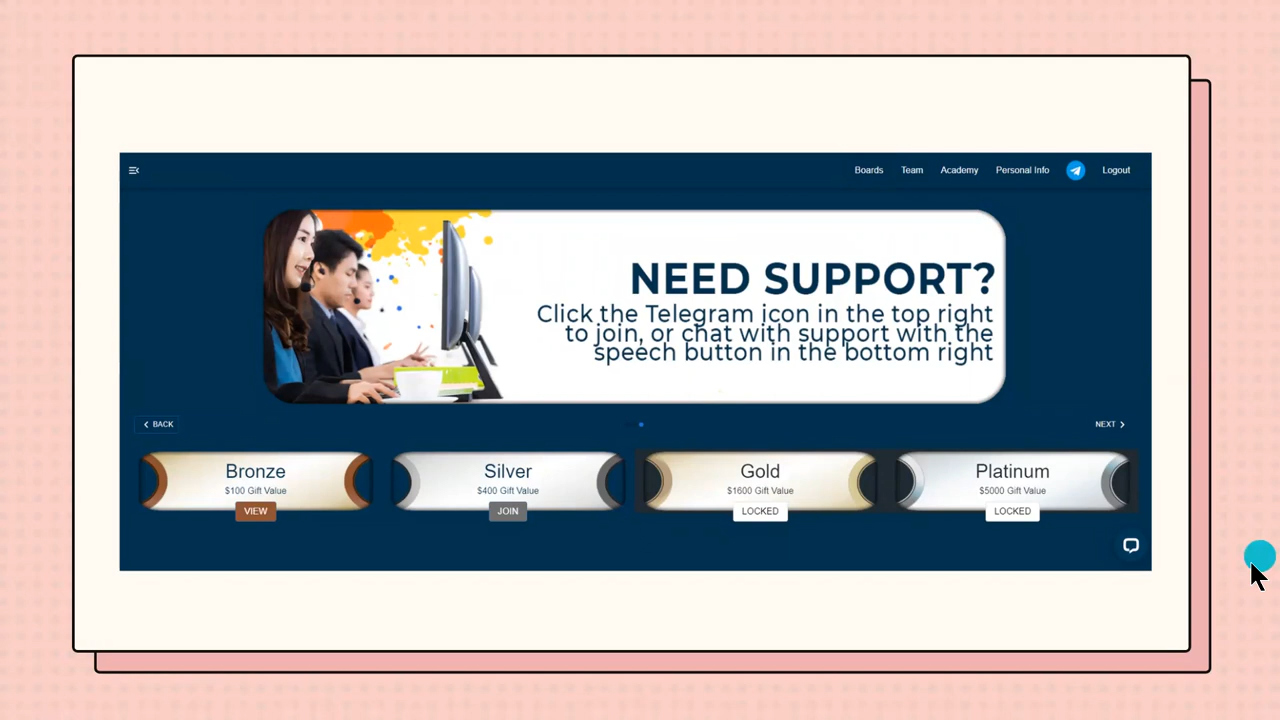 Boards Team Academy Personal Info Logout
NEED SUPPORT?
Click the Telegram icon in the top right
to join, or chat with support with the
speech button in the bottom right
BACK NEXT
Bronze Silver Gold Platinum
$100 Gift Value $400 Gift Value $1600 Gift Value $5000 Gift Value
VIEW JOIN LOCKED LOCKED